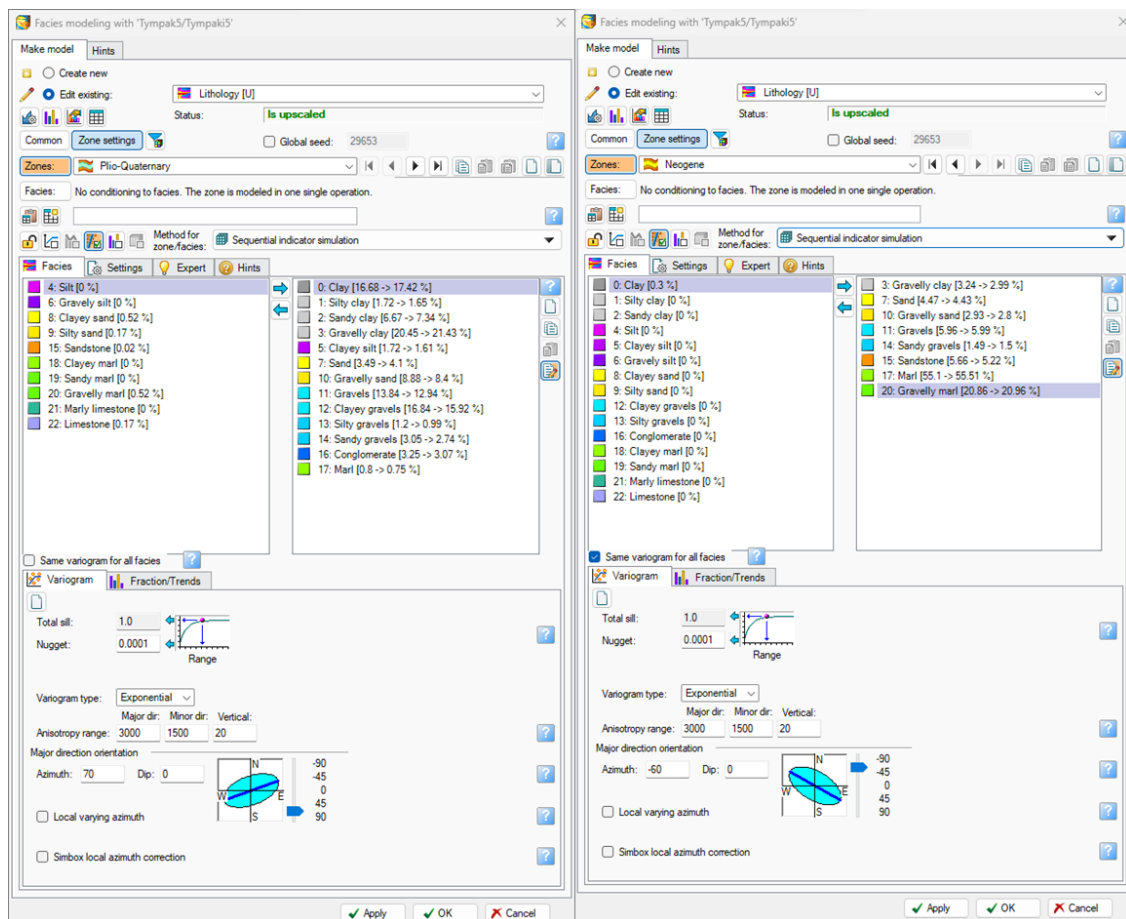 Facies modeling with 'Tympak5/Tympaki5'
Make model
Hints
Create new
Edit existing:
Lithology [U]
Status:
Is upscaled
Common
Zone settings
Global seed:
29653
Zones:
Plio-Quaternary
Facies:
No conditioning to facies. The zone is modeled in one single operation.
Method for
zone/facies:
Sequential indicator simulation
Facies
Settings
Expert
Hints
4: Silt [0 %]
6: Gravely silt [0 %]
8: Clayey sand [0.52 %]
9: Silty sand [0.17 %]
15: Sandstone [0.02 %]
18: Clayey marl [0 %]
19: Sandy marl [0 %]
20: Gravelly marl [0.52 %]
21: Marly limestone [0 %]
22: Limestone [0.17 %]
0: Clay [16.68 -> 17.42 %]
1: Silty clay [1.72 -> 1.65 %]
2: Sandy clay [6.67 -> 7.34 %]
3: Gravelly clay [20.45 -> 21.43 %]
5: Clayey silt [1.72 -> 1.61 %]
7: Sand [3.49 -> 4.1 %]
10: Gravelly sand [8.88 -> 8.4 %]
11: Gravels [13.84 -> 12.94 %]
12: Clayey gravels [16.84 -> 15.92 %]
13: Silty gravels [1.2 -> 0.99 %]
14: Sandy gravels [3.05 -> 2.74 %]
16: Conglomerate [3.25 -> 3.07 %]
17: Marl [0.8 -> 0.75 %]
Same variogram for all facies
Variogram
Fraction/Trends
Total sill:
1.0
Nugget:
0.0001
Range
Variogram type:
Exponential
Major dir: Minor dir: Vertical:
Anisotropy range:
3000
1500
20
Major direction orientation
Azimuth:
70
Dip:
0
N
W
E
S
-90
-45
0
45
90
Local varying azimuth
Simbox local azimuth correction
Apply
OK
Cancel
Facies modeling with 'Tympak5/Tympaki5'
Make model
Hints
Create new
Edit existing:
Lithology [U]
Status:
Is upscaled
Common
Zone settings
Global seed:
29653
Zones:
Neogene
Facies:
No conditioning to facies. The zone is modeled in one single operation.
Method for
zone/facies:
Sequential indicator simulation
Facies
Settings
Expert
Hints
0: Clay [0.3 %]
1: Silty clay [0 %]
2: Sandy clay [0 %]
4: Silt [0 %]
5: Clayey silt [0 %]
6: Gravely silt [0 %]
8: Clayey sand [0 %]
9: Silty sand [0 %]
12: Clayey gravels [0 %]
13: Silty gravels [0 %]
16: Conglomerate [0 %]
18: Clayey marl [0 %]
19: Sandy marl [0 %]
21: Marly limestone [0 %]
22: Limestone [0 %]
3: Gravelly clay [3.24 -> 2.99 %]
7: Sand [4.47 -> 4.43 %]
10: Gravelly sand [2.93 -> 2.8 %]
11: Gravels [5.96 -> 5.99 %]
14: Sandy gravels [1.49 -> 1.5 %]
15: Sandstone [5.66 -> 5.22 %]
17: Marl [55.1 -> 55.51 %]
20: Gravelly marl [20.86 -> 20.96 %]
Same variogram for all facies
Variogram
Fraction/Trends
Total sill:
1.0
Nugget:
0.0001
Range
Variogram type:
Exponential
Major dir: Minor dir: Vertical:
Anisotropy range:
3000
1500
20
Major direction orientation
Azimuth:
-60
Dip:
0
N
W
E
S
-90
-45
0
45
90
Local varying azimuth
Simbox local azimuth correction
Apply
OK
Cancel